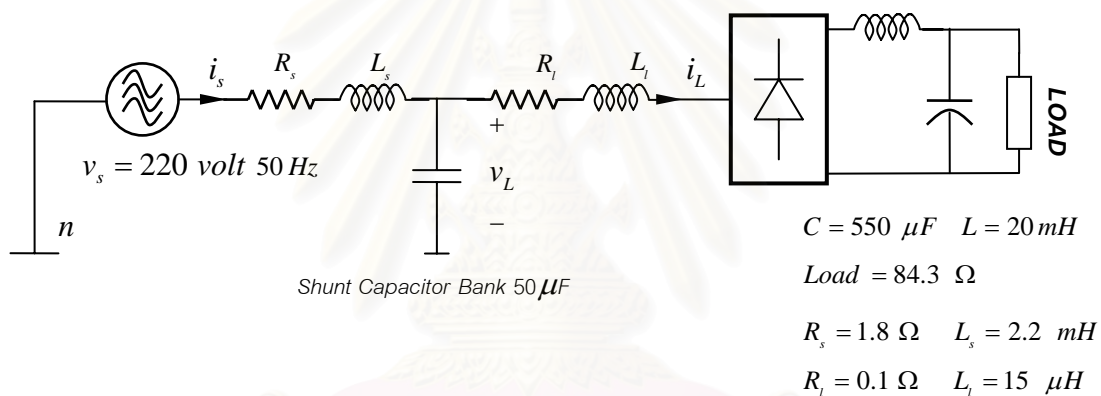 i_s
R_s
L_s
R_l
L_l
i_L
LOAD
+
v_L
−
v_s = 220 volt 50 Hz
n
Shunt Capacitor Bank 50 μF
C = 550 μF L = 20 mH
Load = 84.3 Ω
R_s = 1.8 Ω L_s = 2.2 mH
R_l = 0.1 Ω L_l = 15 μH